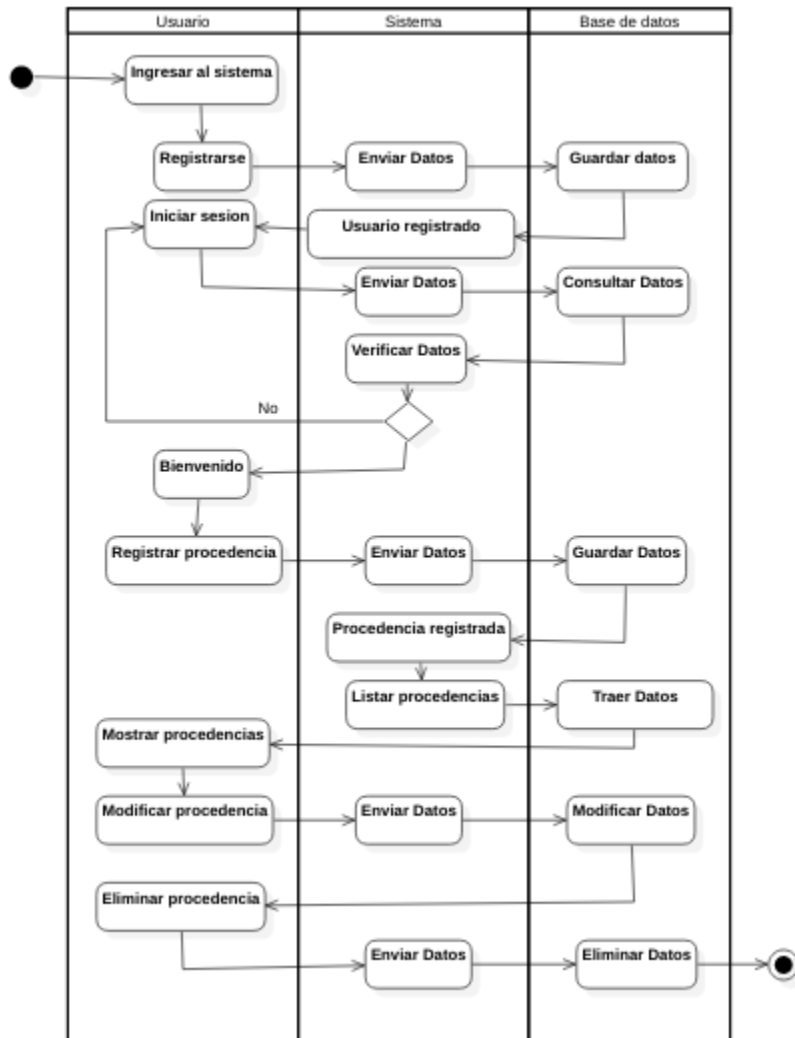 Usuario
Sistema
Base de datos
Ingresar al sistema
Registrarse
Enviar Datos
Guardar datos
Iniciar sesion
Usuario registrado
Enviar Datos
Consultar Datos
Verificar Datos
No
Bienvenido
Registrar procedencia
Enviar Datos
Guardar Datos
Procedencia registrada
Listar procedencias
Traer Datos
Mostrar procedencias
Modificar procedencia
Enviar Datos
Modificar Datos
Eliminar procedencia
Enviar Datos
Eliminar Datos